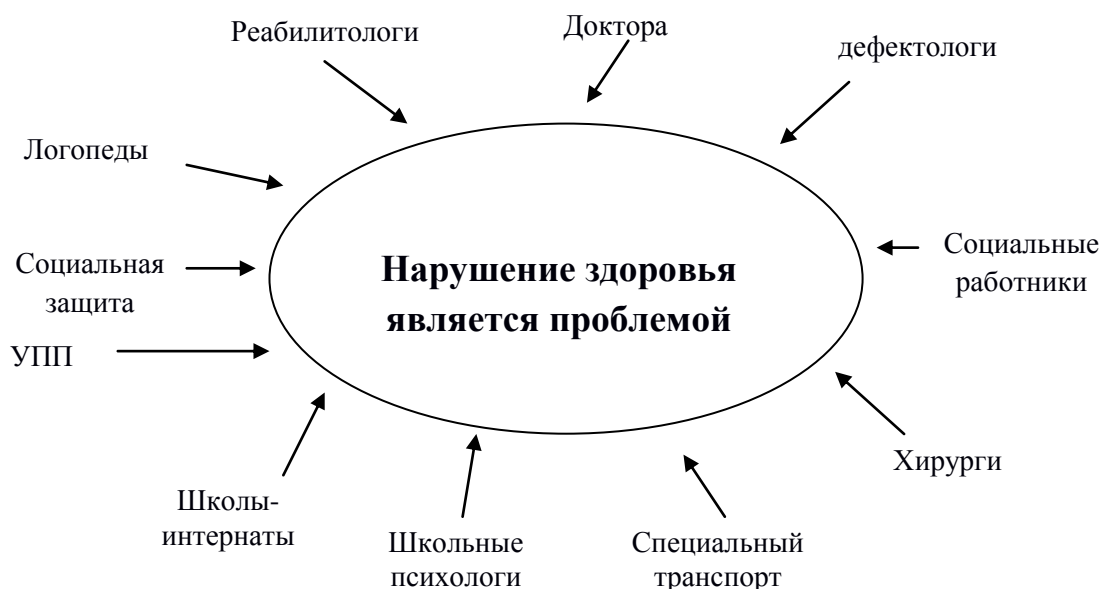 Реабилитологи
Доктора
дефектологи
Логопеды
Социальная
защита
Нарушение здоровья
является проблемой
Социальные
работники
УПП
Хирурги
Школы-
интернаты
Школьные
психологи
Специальный
транспорт